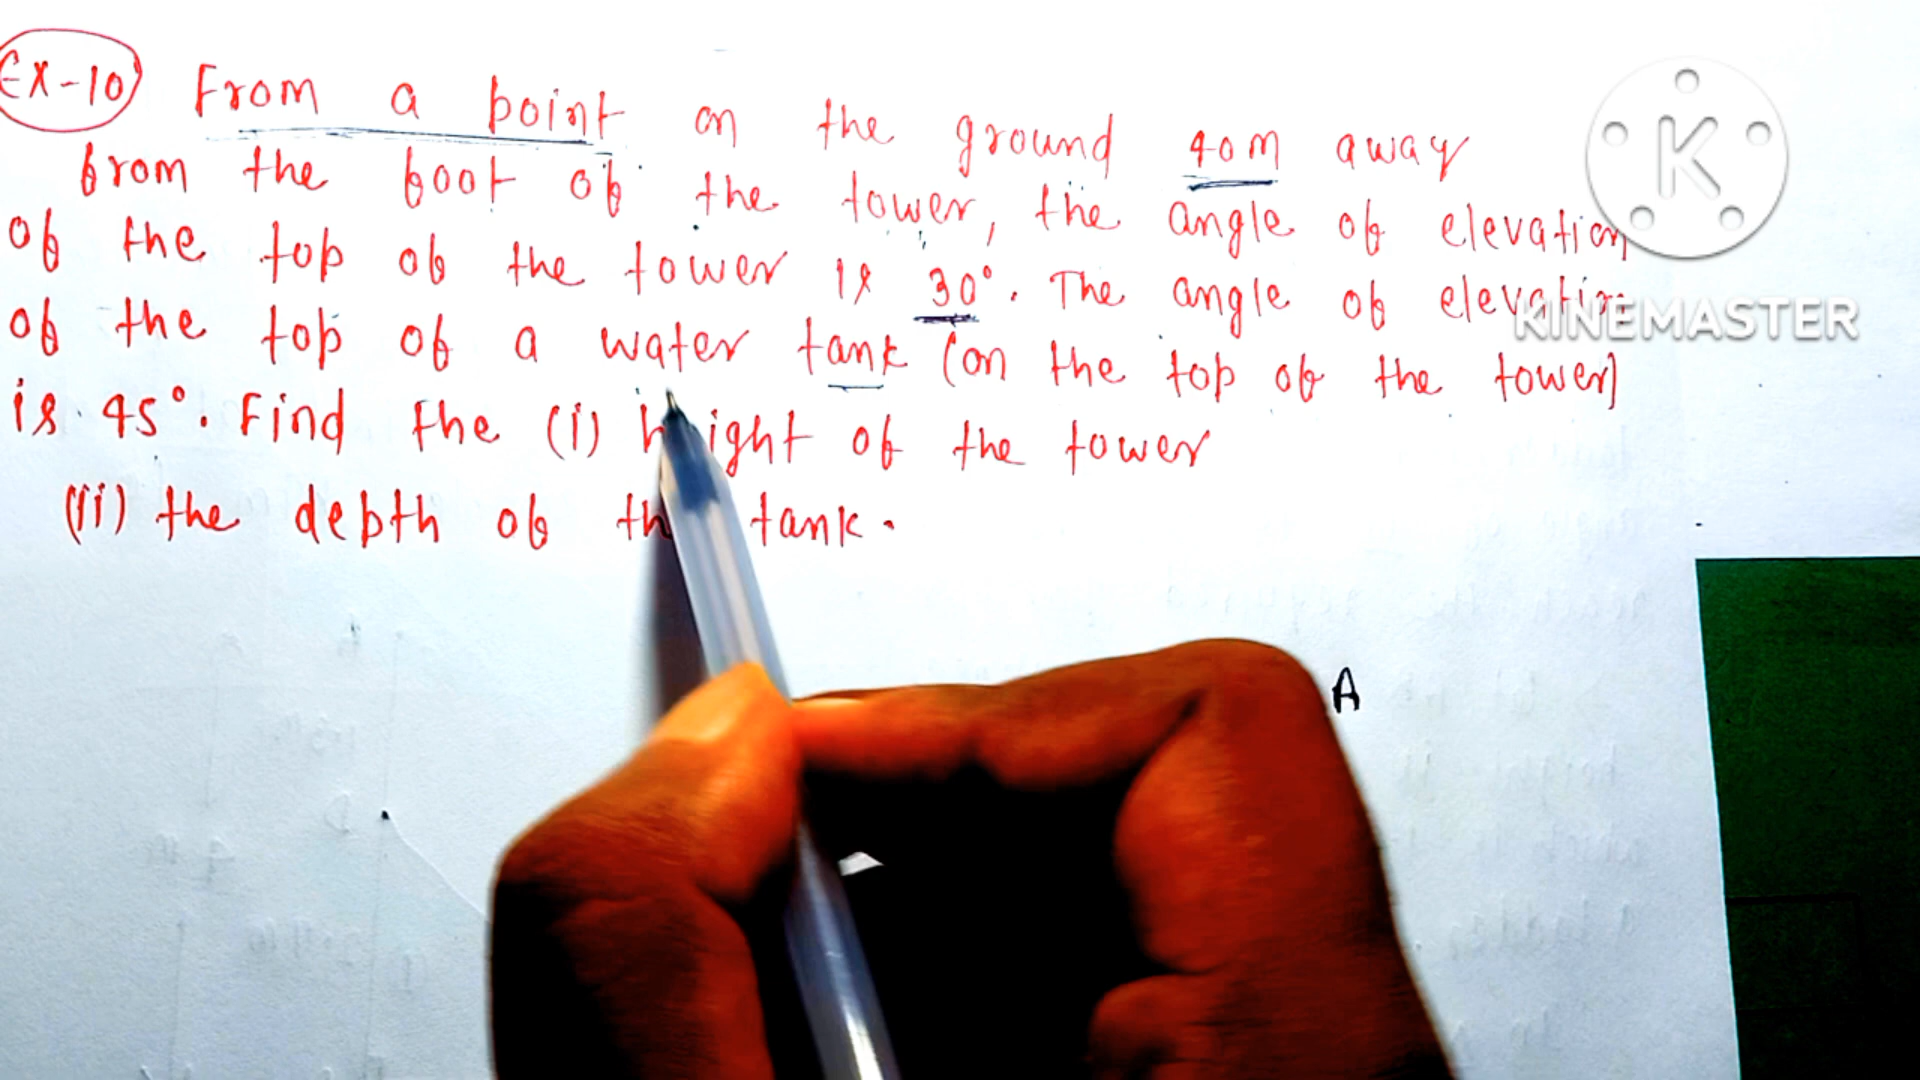 Ex-10 From a point on the ground 40m away
from the foot of the tower, the angle of elevation
of the top of the tower is 30°. The angle of elevation
of the top of a water tank (on the top of the tower)
is 45°. Find the (i) height of the tower
(ii) the depth of the tank.
A
K
KINEMASTER